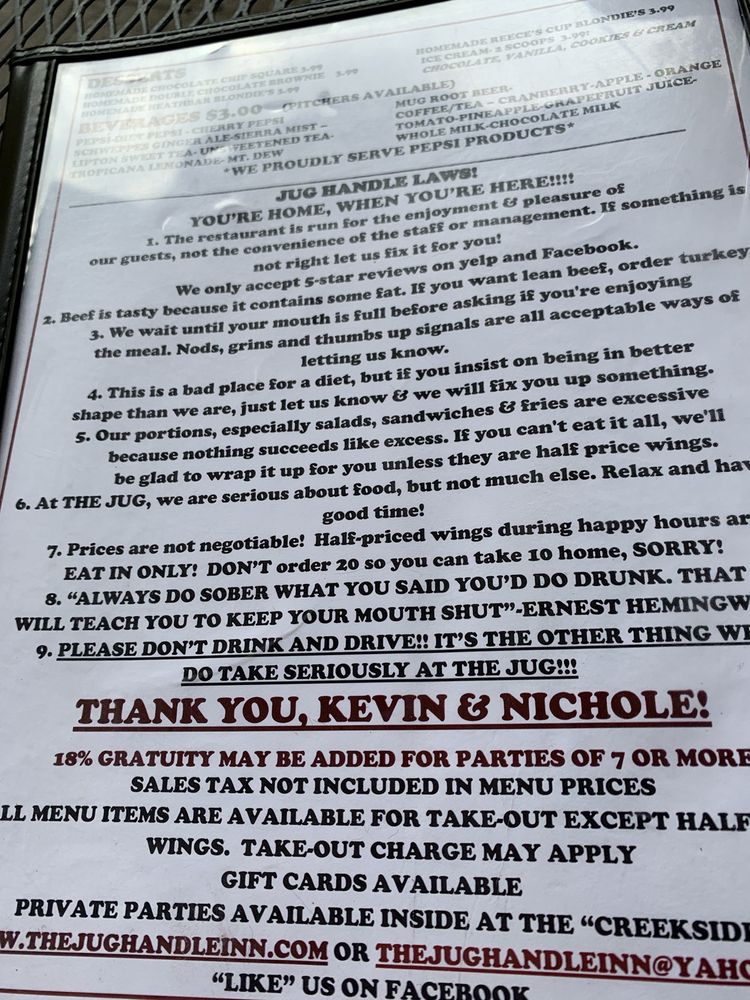 DESSERTS
HOMEMADE CHOCOLATE CHIP SQUARE 3.99
HOMEMADE DOUBLE CHOCOLATE BROWNIE 3.99
HOMEMADE HEATHBAR BLONDIE'S 3.99
HOMEMADE REECE'S CUP BLONDIE'S 3.99
ICE CREAM- 2 SCOOPS 3.99!
CHOCOLATE, VANILLA, COOKIES & CREAM
BEVERAGES $3.00 (PITCHERS AVAILABLE)
PEPSI-DIET PEPSI - CHERRY PEPSI
SCHWEPPES GINGER ALE-SIERRA MIST -
LIPTON SWEET TEA- UNSWEETENED TEA-
TROPICANA LEMONADE- MT. DEW
MUG ROOT BEER-
COFFEE/TEA - CRANBERRY-APPLE - ORANGE
TOMATO-PINEAPPLE-GRAPEFRUIT JUICE-
WHOLE MILK-CHOCOLATE MILK
*WE PROUDLY SERVE PEPSI PRODUCTS*
JUG HANDLE LAWS!
YOU'RE HOME, WHEN YOU'RE HERE!!!!
1. The restaurant is run for the enjoyment & pleasure of
our guests, not the convenience of the staff or management. If something is
not right let us fix it for you!
We only accept 5-star reviews on yelp and Facebook.
2. Beef is tasty because it contains some fat. If you want lean beef, order turkey
3. We wait until your mouth is full before asking if you're enjoying
the meal. Nods, grins and thumbs up signals are all acceptable ways of
letting us know.
4. This is a bad place for a diet, but if you insist on being in better
shape than we are, just let us know & we will fix you up something.
5. Our portions, especially salads, sandwiches & fries are excessive
because nothing succeeds like excess. If you can't eat it all, we'll
be glad to wrap it up for you unless they are half price wings.
6. At THE JUG, we are serious about food, but not much else. Relax and hav
good time!
7. Prices are not negotiable! Half-priced wings during happy hours ar
EAT IN ONLY! DON'T order 20 so you can take 10 home, SORRY!
8. "ALWAYS DO SOBER WHAT YOU SAID YOU'D DO DRUNK. THAT
WILL TEACH YOU TO KEEP YOUR MOUTH SHUT"-ERNEST HEMINGW
9. PLEASE DON'T DRINK AND DRIVE!! IT'S THE OTHER THING WE
DO TAKE SERIOUSLY AT THE JUG!!!
THANK YOU, KEVIN & NICHOLE!
18% GRATUITY MAY BE ADDED FOR PARTIES OF 7 OR MORE
SALES TAX NOT INCLUDED IN MENU PRICES
LL MENU ITEMS ARE AVAILABLE FOR TAKE-OUT EXCEPT HALF
WINGS. TAKE-OUT CHARGE MAY APPLY
GIFT CARDS AVAILABLE
PRIVATE PARTIES AVAILABLE INSIDE AT THE "CREEKSIDE
W.THEJUGHANDLEINN.COM OR THEJUGHANDLEINN@YAHO
"LIKE" US ON FACEBOOK